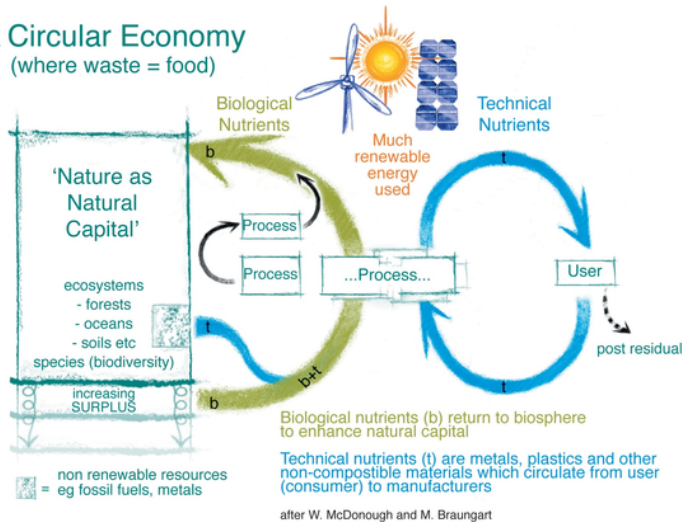 Circular Economy
(where waste = food)
Biological
Nutrients
Technical
Nutrients
Much
renewable
energy
used
b
t
'Nature as
Natural
Capital'
Process
Process
...Process...
User
ecosystems
- forests
- oceans
- soils etc
species (biodiversity)
t
post residual
increasing
SURPLUS
b
b+t
t
Biological nutrients (b) return to biosphere
to enhance natural capital
Technical nutrients (t) are metals, plastics and other
non-compostible materials which circulate from user
(consumer) to manufacturers
non renewable resources
= eg fossil fuels, metals
after W. McDonough and M. Braungart